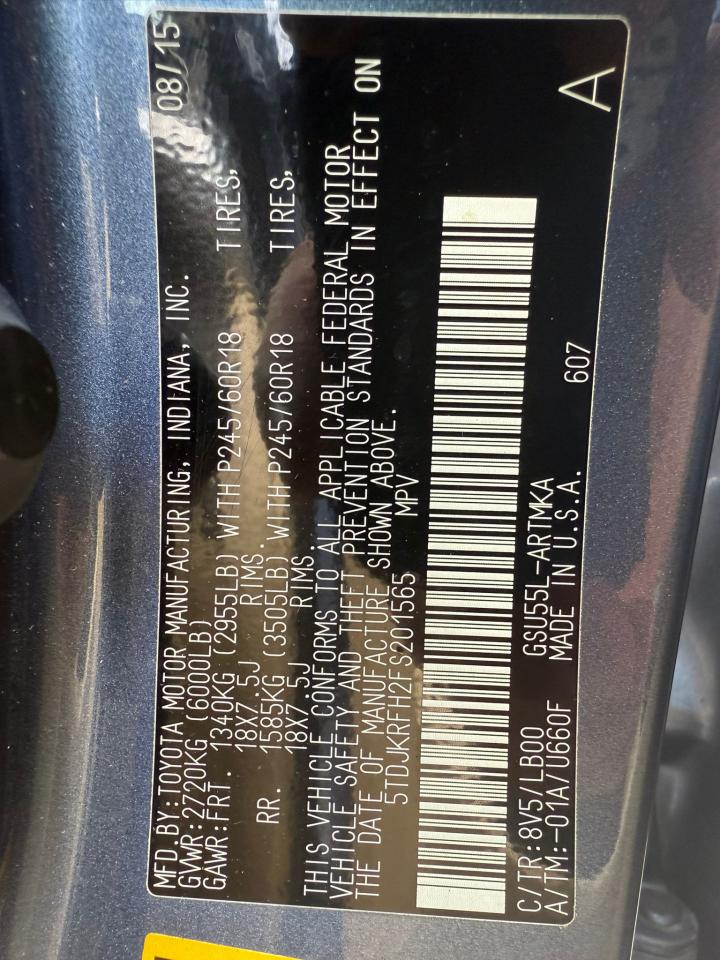 MFD.BY:TOYOTA MOTOR MANUFACTURING, INDIANA, INC. 08/15
GVWR:2720KG (6000LB)
GAWR:FRT. 1340KG (2955LB) WITH P245/60R18 TIRES,
18X7.5J RIMS.
RR. 1585KG (3505LB) WITH P245/60R18 TIRES,
18X7.5J RIMS.
THIS VEHICLE CONFORMS TO ALL APPLICABLE FEDERAL MOTOR
VEHICLE SAFETY AND THEFT PREVENTION STANDARDS IN EFFECT ON
THE DATE OF MANUFACTURE SHOWN ABOVE.
5TDJKRFH2FS201565 MPV
C/TR:8V5/LB00 GSU55L-ARTMKA
A/TM:-01A/U660F MADE IN U.S.A. 607 A